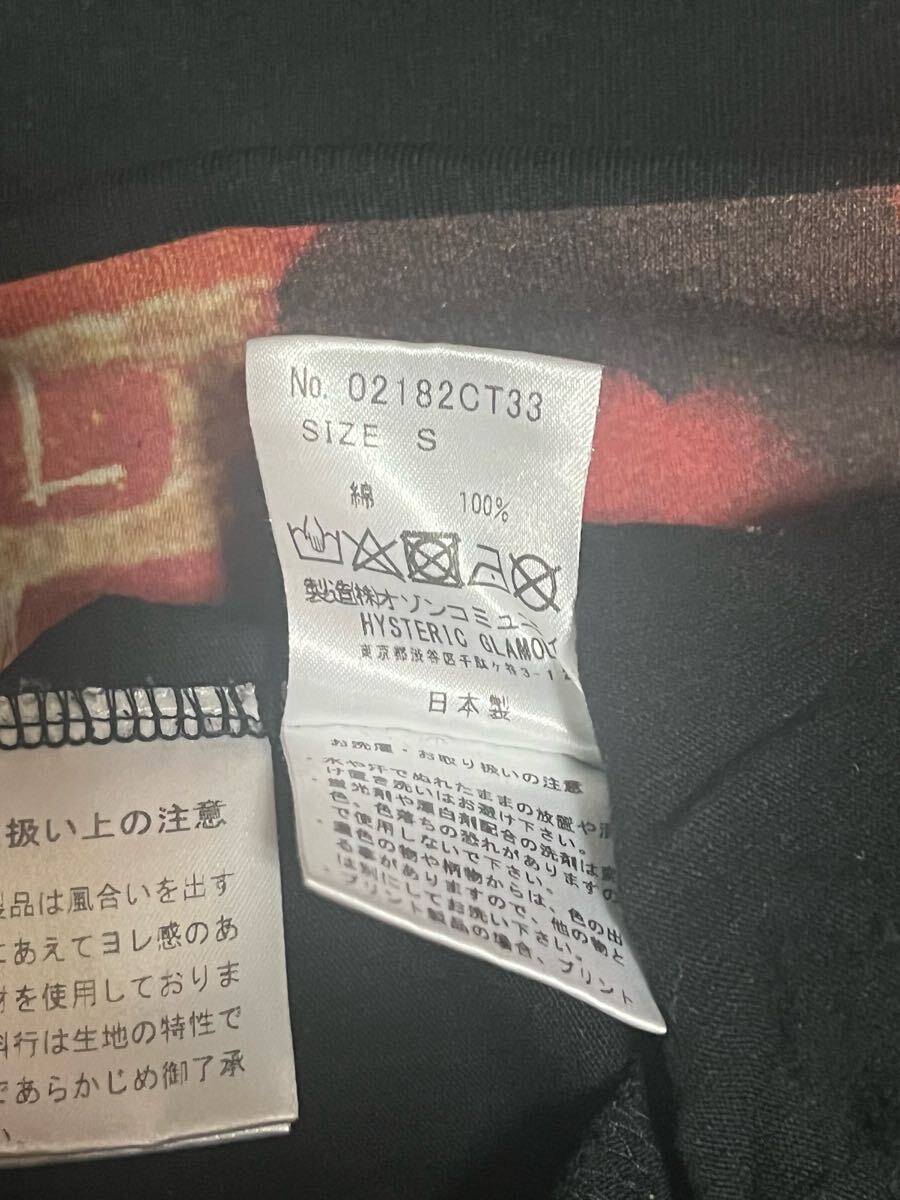 No. 02182CT33
SIZE S
綿 100%
製造㈱オゾンコミュー
HYSTERIC GLAMOU
東京都渋谷区千駄ヶ谷3-1
日本製
お洗濯・お取り扱いの注意
・水や汗でぬれたままの放置や
け置き洗いはお避け下さい。
・蛍光剤や漂白剤配合の洗剤は
色、色落ちの恐れがありますの
で使用しないで下さい。
・濃色の物や柄物からは、色の出
る事がありますので、他の物と
は別にしてお洗い下さい。
・プリント製品の場合、プリント
扱い上の注意
製品は風合いを出す
にあえてヨレ感のあ
材を使用しておりま
斜行は生地の特性で
であらかじめ御了承
い。